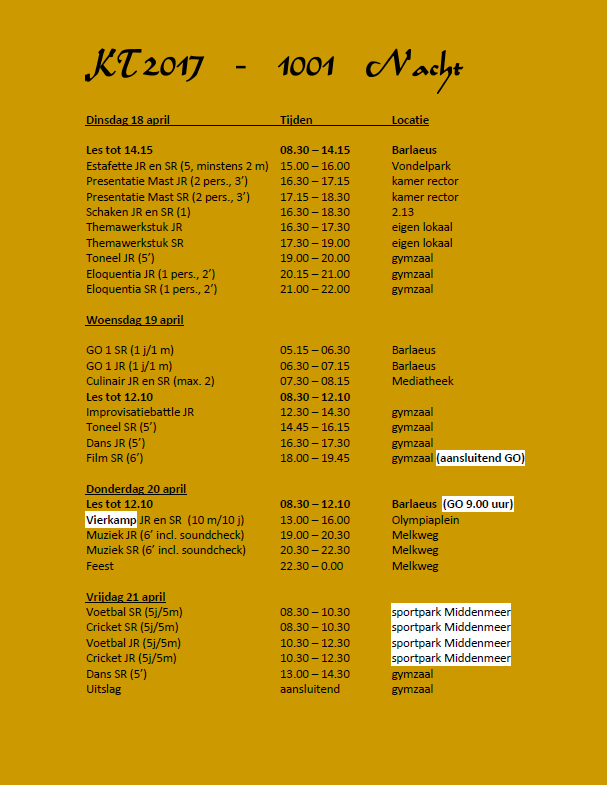 KT2017 - 1001 Nacht
Dinsdag 18 april Tijden Locatie
Les tot 14.15 08.30 – 14.15 Barlaeus
Estafette JR en SR (5, minstens 2 m) 15.00 – 16.00 Vondelpark
Presentatie Mast JR (2 pers., 3’) 16.30 – 17.15 kamer rector
Presentatie Mast SR (2 pers., 3’) 17.15 – 18.30 kamer rector
Schaken JR en SR (1) 16.30 – 18.30 2.13
Themawerkstuk JR 16.30 – 17.30 eigen lokaal
Themawerkstuk SR 17.30 – 19.00 eigen lokaal
Toneel JR (5’) 19.00 – 20.00 gymzaal
Eloquentia JR (1 pers., 2’) 20.15 – 21.00 gymzaal
Eloquentia SR (1 pers., 2’) 21.00 – 22.00 gymzaal
Woensdag 19 april
GO 1 SR (1 j/1 m) 05.15 – 06.30 Barlaeus
GO 1 JR (1 j/1 m) 06.30 – 07.15 Barlaeus
Culinair JR en SR (max. 2) 07.30 – 08.15 Mediatheek
Les tot 12.10 08.30 – 12.10
Improvisatiebattle JR 12.30 – 14.30 gymzaal
Toneel SR (5’) 14.45 – 16.15 gymzaal
Dans JR (5’) 16.30 – 17.30 gymzaal
Film SR (6’) 18.00 – 19.45 gymzaal (aansluitend GO)
Donderdag 20 april
Les tot 12.10 08.30 – 12.10 Barlaeus (GO 9.00 uur)
Vierkamp JR en SR (10 m/10 j) 13.00 – 16.00 Olympiaplein
Muziek JR (6’ incl. soundcheck) 19.00 – 20.30 Melkweg
Muziek SR (6’ incl. soundcheck) 20.30 – 22.30 Melkweg
Feest 22.30 – 0.00 Melkweg
Vrijdag 21 april
Voetbal SR (5j/5m) 08.30 – 10.30 sportpark Middenmeer
Cricket SR (5j/5m) 08.30 – 10.30 sportpark Middenmeer
Voetbal JR (5j/5m) 10.30 – 12.30 sportpark Middenmeer
Cricket JR (5j/5m) 10.30 – 12.30 sportpark Middenmeer
Dans SR (5’) 13.00 – 14.30 gymzaal
Uitslag aansluitend gymzaal